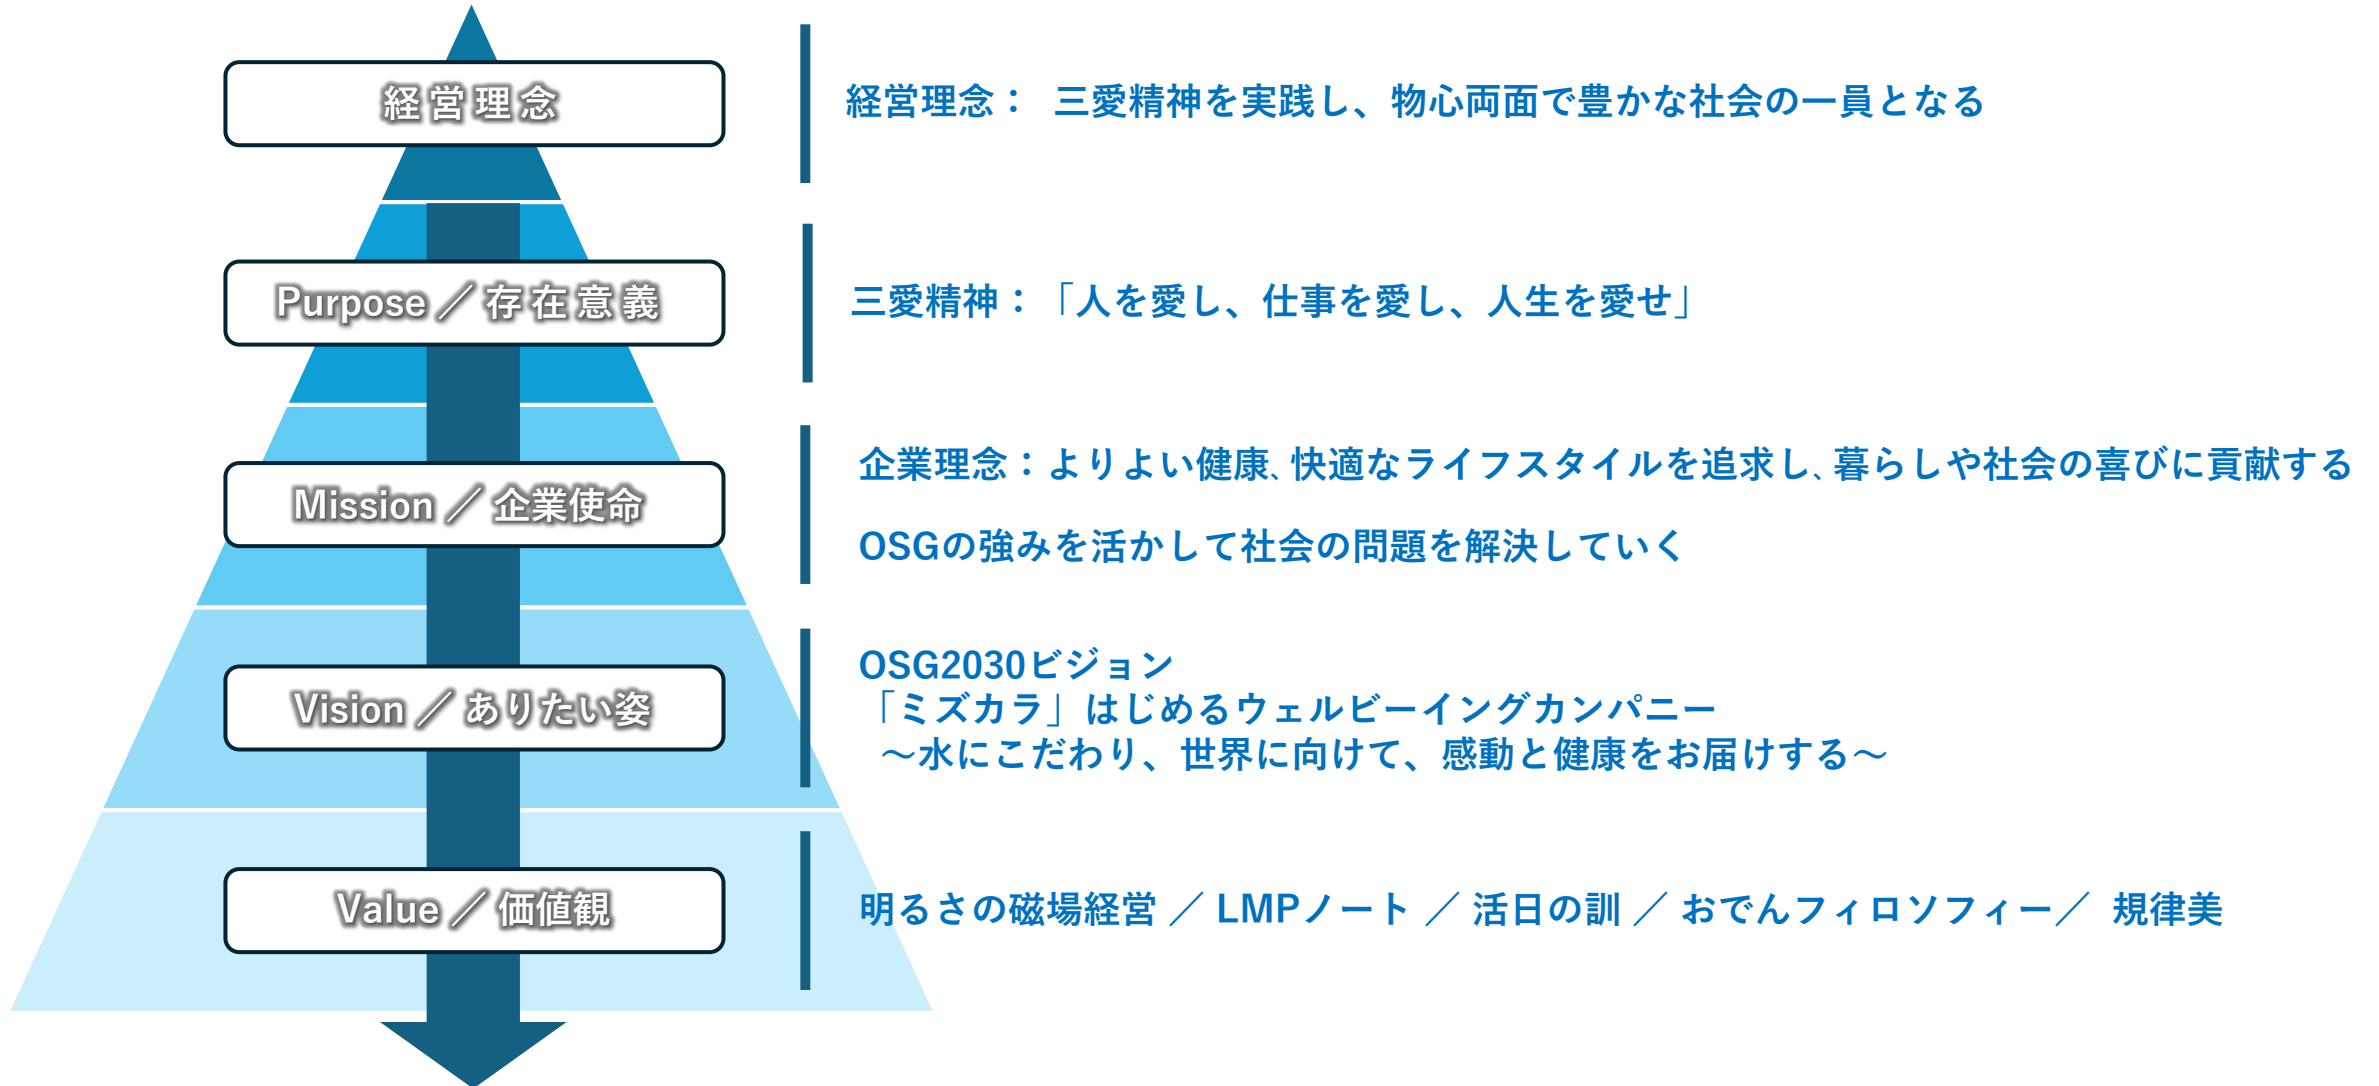 経営理念
経営理念： 三愛精神を実践し、物心両面で豊かな社会の一員となる
Purpose ／ 存在意義
三愛精神：「人を愛し、仕事を愛し、人生を愛せ」
Mission ／ 企業使命
企業理念：よりよい健康、快適なライフスタイルを追求し、暮らしや社会の喜びに貢献する
OSGの強みを活かして社会の問題を解決していく
Vision ／ ありたい姿
OSG2030ビジョン
「ミズカラ」はじめるウェルビーイングカンパニー
～水にこだわり、世界に向けて、感動と健康をお届けする～
Value ／ 価値観
明るさの磁場経営 ／ LMPノート ／ 活日の訓 ／ おでんフィロソフィー／ 規律美